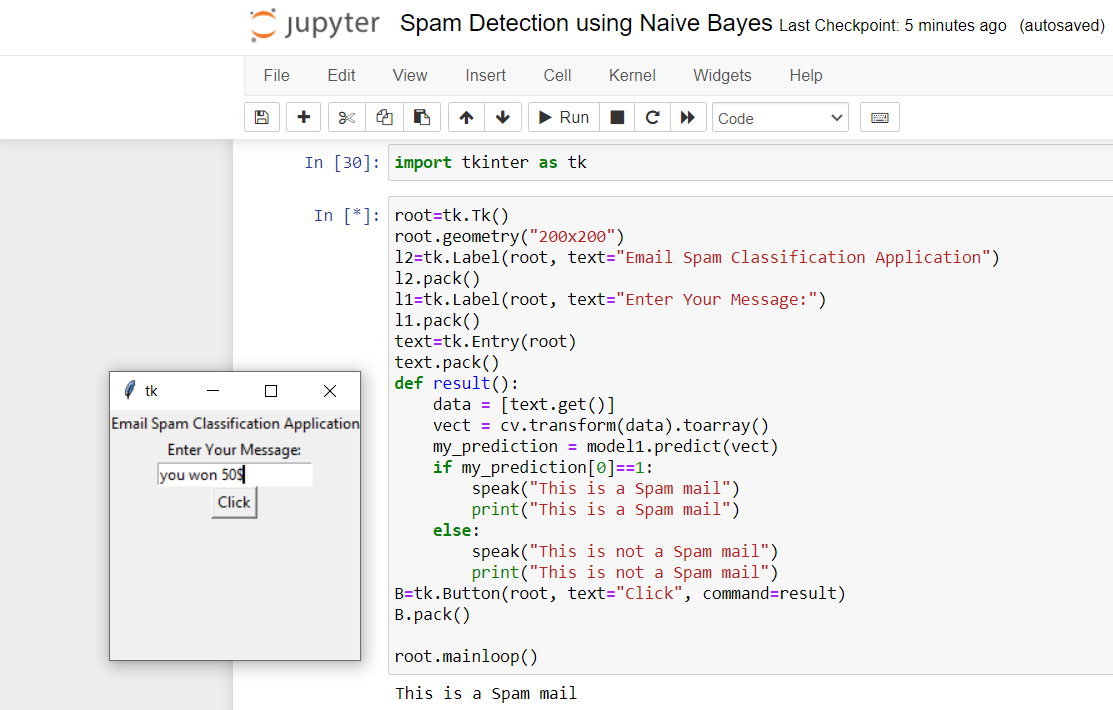 jupyter Spam Detection using Naive Bayes Last Checkpoint: 5 minutes ago (autosaved)
File Edit View Insert Cell Kernel Widgets Help
Run Code
In [30]: import tkinter as tk
In [*]: root=tk.Tk()
root.geometry("200x200")
l2=tk.Label(root, text="Email Spam Classification Application")
l2.pack()
l1=tk.Label(root, text="Enter Your Message:")
l1.pack()
text=tk.Entry(root)
text.pack()
def result():
    data = [text.get()]
    vect = cv.transform(data).toarray()
    my_prediction = model1.predict(vect)
    if my_prediction[0]==1:
        speak("This is a Spam mail")
        print("This is a Spam mail")
    else:
        speak("This is not a Spam mail")
        print("This is not a Spam mail")
B=tk.Button(root, text="Click", command=result)
B.pack()
root.mainloop()
This is a Spam mail
tk
Email Spam Classification Application
Enter Your Message:
you won 50$
Click